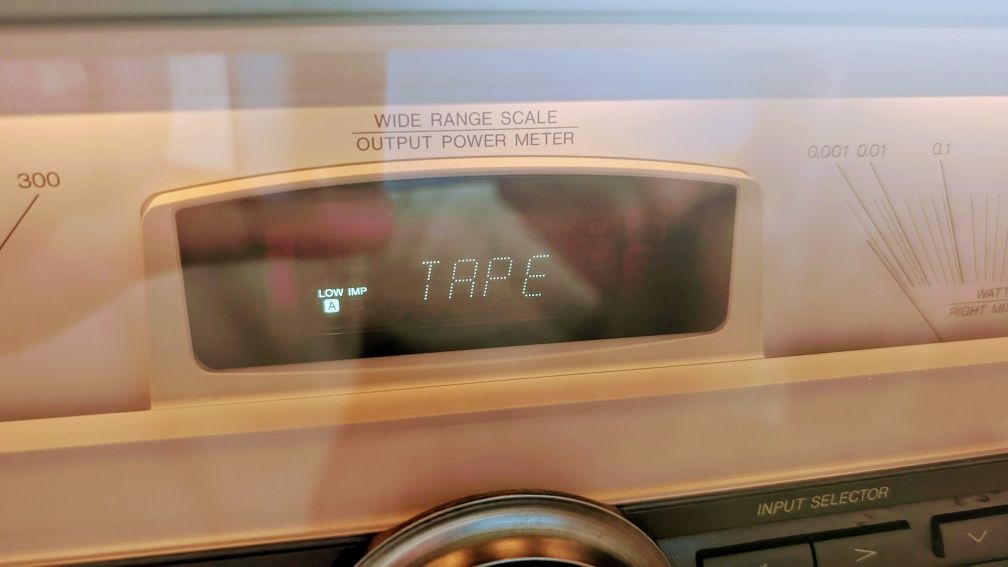 WIDE RANGE SCALE
OUTPUT POWER METER
300
0.001 0.01 0.1
TAPE
LOW IMP
A
WATT
RIGHT
INPUT SELECTOR
< >